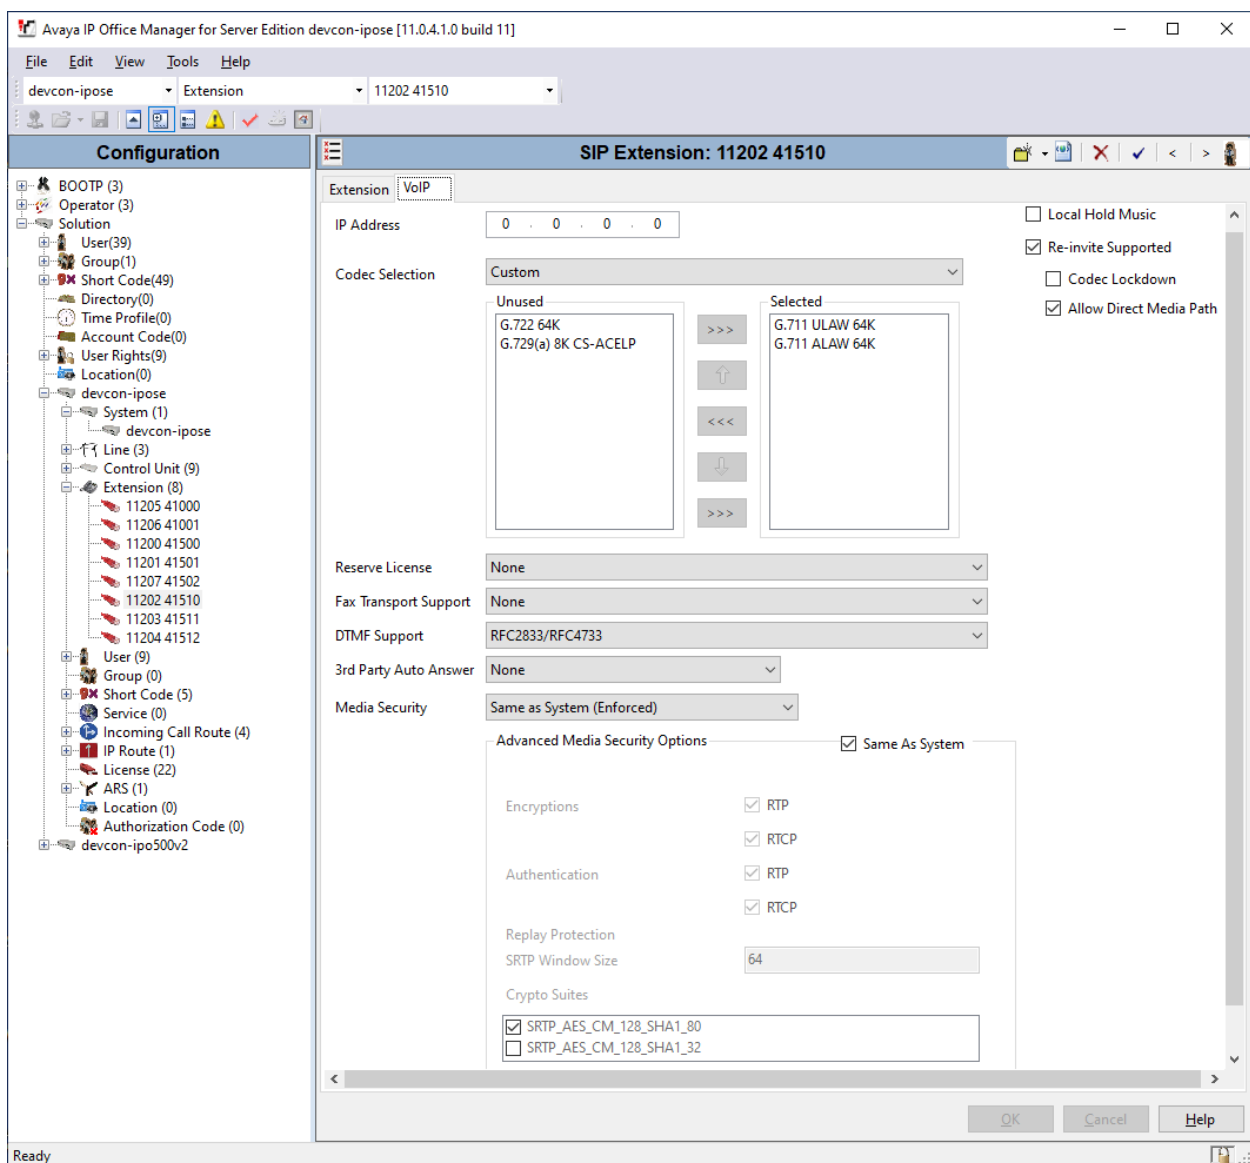 Avaya IP Office Manager for Server Edition devcon-ipose [11.0.4.1.0 build 11]
File Edit View Tools Help
devcon-ipose Extension 11202 41510
Configuration
BOOTP (3)
Operator (3)
Solution
User(39)
Group(1)
Short Code(49)
Directory(0)
Time Profile(0)
Account Code(0)
User Rights(9)
Location(0)
devcon-ipose
System (1)
devcon-ipose
Line (3)
Control Unit (9)
Extension (8)
11205 41000
11206 41001
11200 41500
11201 41501
11207 41502
11202 41510
11203 41511
11204 41512
User (9)
Group (0)
Short Code (5)
Service (0)
Incoming Call Route (4)
IP Route (1)
License (22)
ARS (1)
Location (0)
Authorization Code (0)
devcon-ipo500v2
SIP Extension: 11202 41510
Extension VoIP
IP Address 0 . 0 . 0 . 0
Codec Selection Custom
Unused
G.722 64K
G.729(a) 8K CS-ACELP
>>>
<<<
>>>
Selected
G.711 ULAW 64K
G.711 ALAW 64K
Local Hold Music
Re-invite Supported
Codec Lockdown
Allow Direct Media Path
Reserve License None
Fax Transport Support None
DTMF Support RFC2833/RFC4733
3rd Party Auto Answer None
Media Security Same as System (Enforced)
Advanced Media Security Options Same As System
Encryptions RTP
RTCP
Authentication RTP
RTCP
Replay Protection
SRTP Window Size 64
Crypto Suites
SRTP_AES_CM_128_SHA1_80
SRTP_AES_CM_128_SHA1_32
OK Cancel Help
Ready